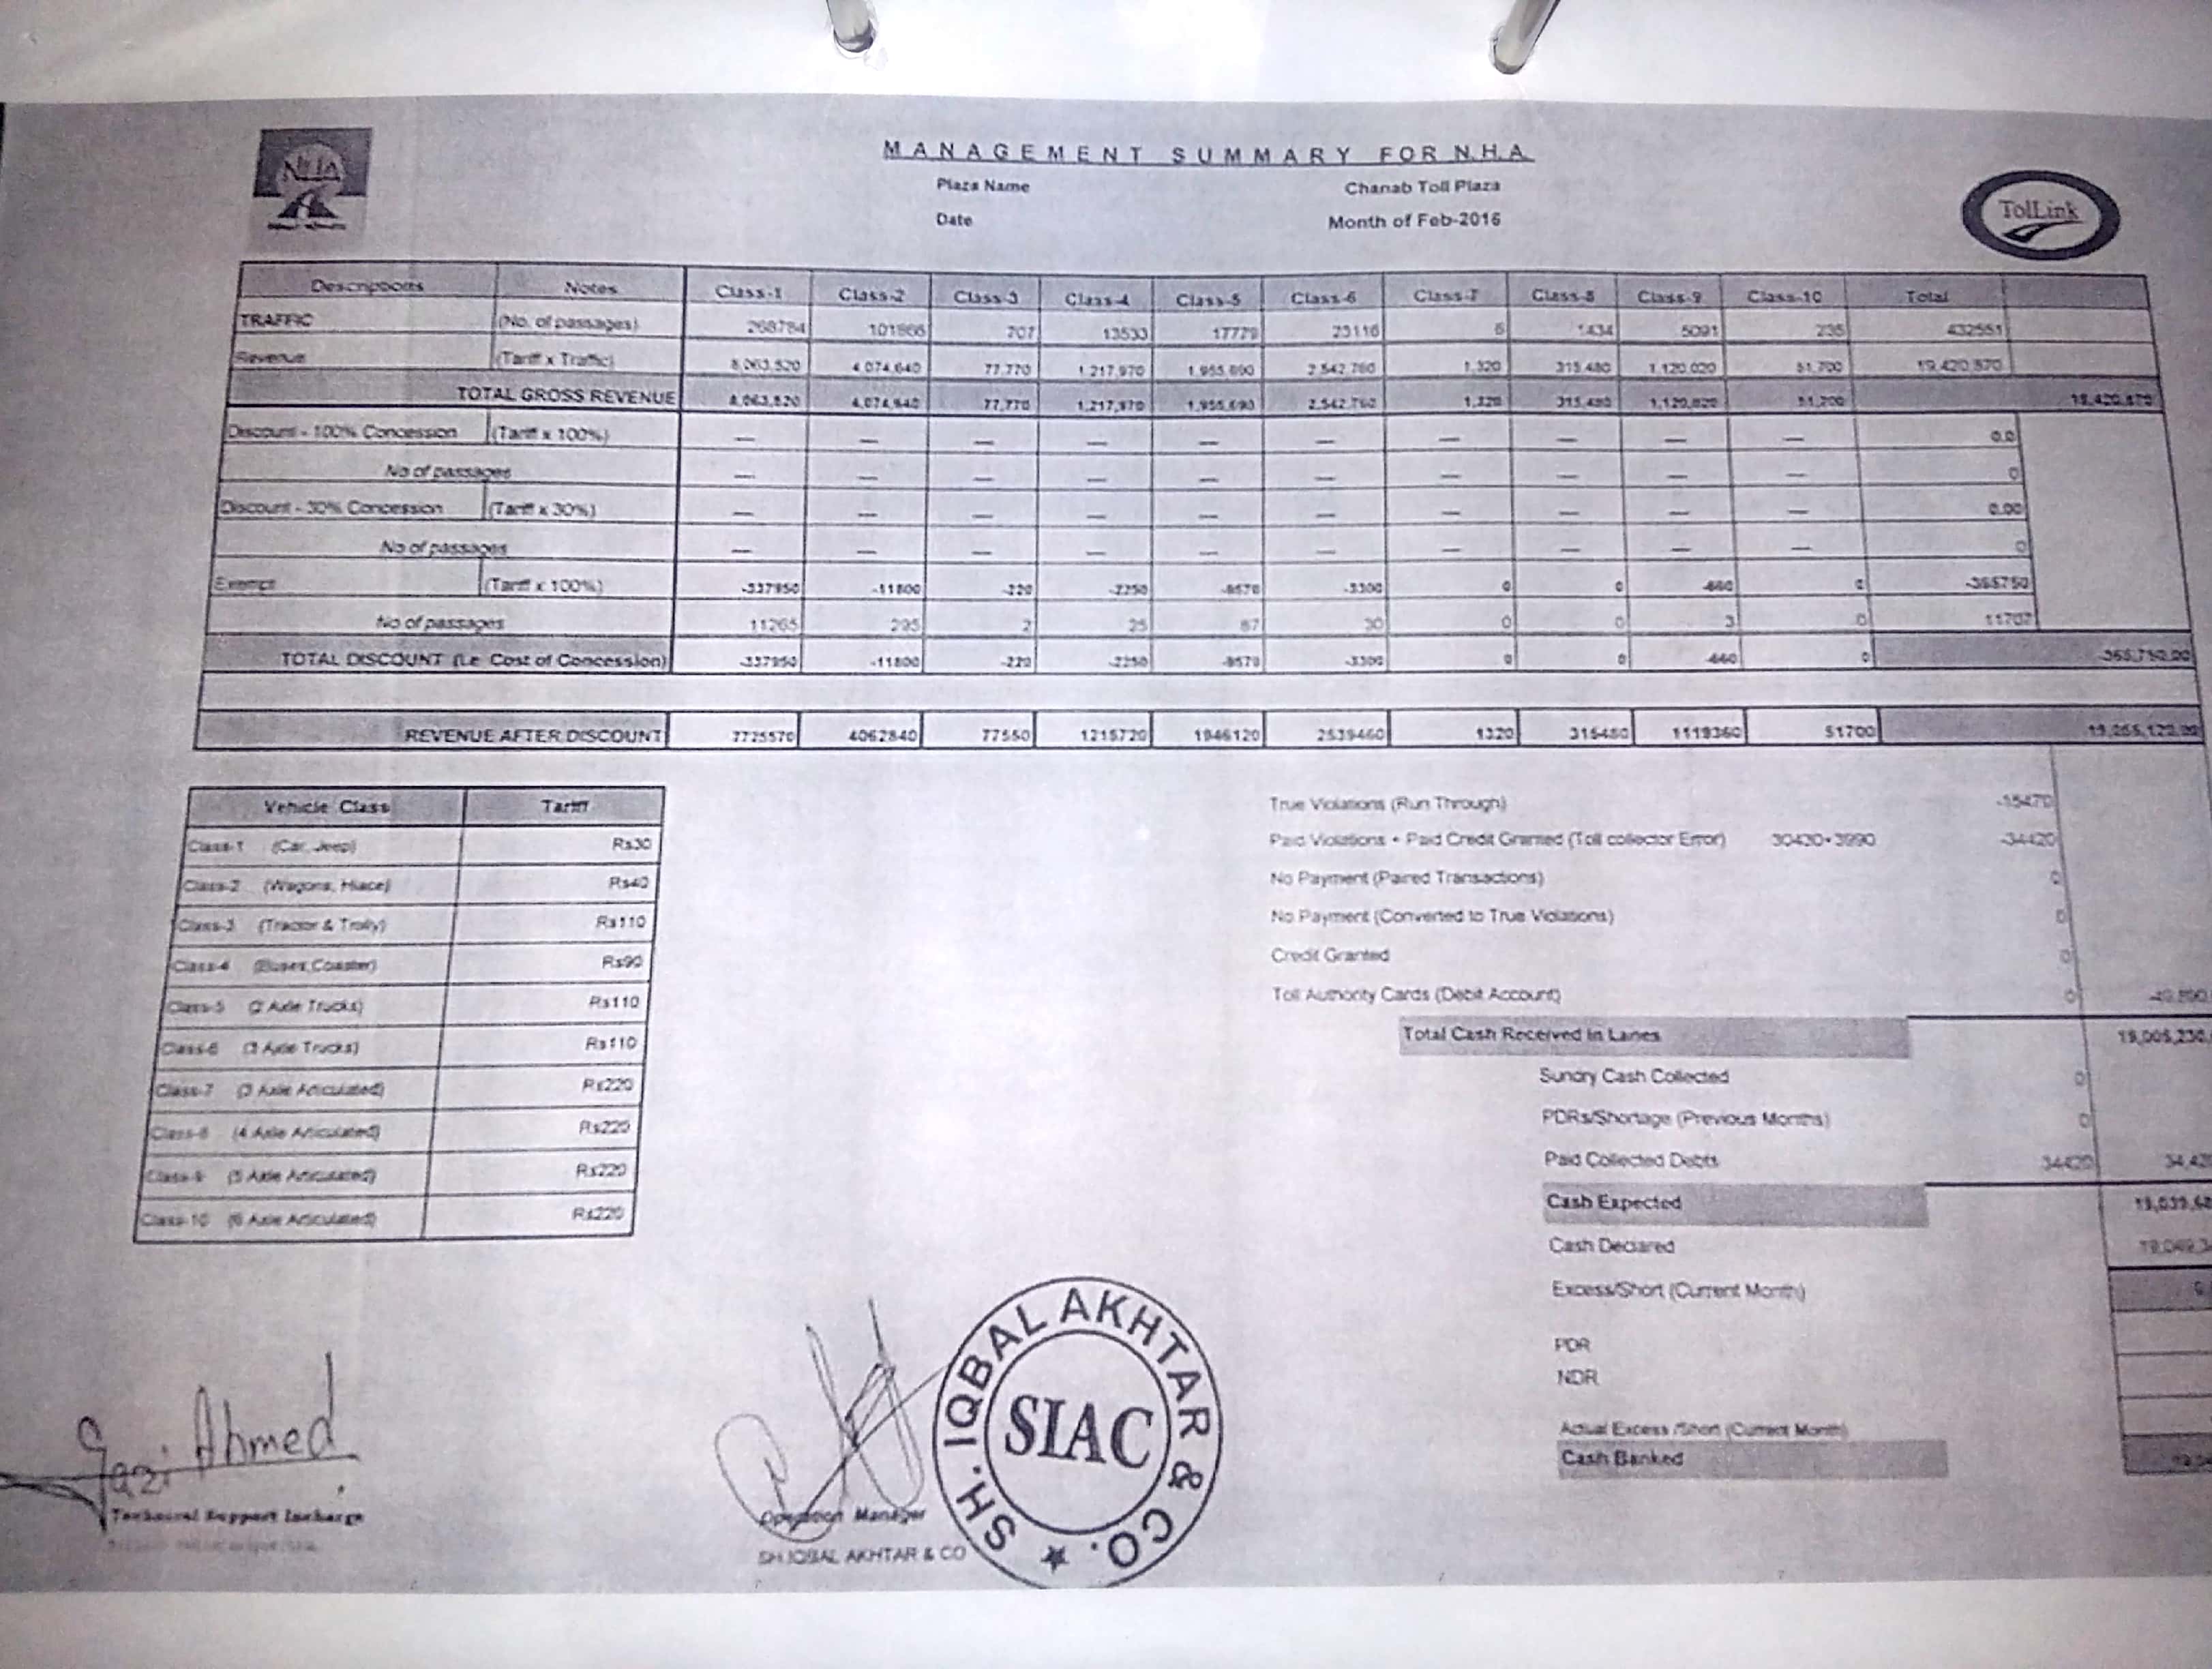 NHA
MANAGEMENT SUMMARY FOR N.H.A.
Plaza Name Chanab Toll Plaza
Date Month of Feb-2016
TolLink
Descriptions Notes Class-1 Class-2 Class-3 Class-4 Class-5 Class-6 Class-7 Class-8 Class-9 Class-10 Total
TRAFFIC (No. of passages) 268784 101866 707 13533 17779 23116 6 1434 5091 235 432551
Revenue (Tariff x Traffic) 8,063,520 4,074,640 77,770 1,217,970 1,955,690 2,542,760 1,320 315,480 1,120,020 51,700 19,420,870
TOTAL GROSS REVENUE 8,063,520 4,074,640 77,770 1,217,970 1,955,690 2,542,760 1,320 315,480 1,120,020 51,700 19,420,870
Discount - 100% Concession (Tariff x 100%) — — — — — — — — — — 0.0
No of passages — — — — — — — — — — 0
Discount - 30% Concession (Tariff x 30%) — — — — — — — — — — 0.00
No of passages — — — — — — — — — — 0
Exempt (Tariff x 100%) -337950 -11800 -220 -2250 -9570 -3300 0 0 -660 0 -365750
No of passages 11265 295 2 25 87 30 0 0 3 0 11707
TOTAL DISCOUNT (i.e Cost of Concession) -337950 -11800 -220 -2250 -9570 -3300 0 0 -660 0 -365,750.00
REVENUE AFTER DISCOUNT 7725570 4062840 77550 1215720 1946120 2539460 1320 315480 1119360 51700 19,055,120.00
Vehicle Class Tariff
Class-1 (Car, Jeep) Rs30
Class-2 (Wagons, Hiace) Rs40
Class-3 (Tractor & Trolly) Rs110
Class-4 (Buses,Coaster) Rs90
Class-5 (2 Axle Trucks) Rs110
Class-6 (3 Axle Trucks) Rs110
Class-7 (3 Axle Articulated) Rs220
Class-8 (4 Axle Articulated) Rs220
Class-9 (5 Axle Articulated) Rs220
Class-10 (6 Axle Articulated) Rs220
True Violations (Run Through) -15470
Paid Violations + Paid Credit Granted (Toll collector Error) 30430+3990 -34420
No Payment (Paired Transactions) 0
No Payment (Converted to True Violations) 0
Credit Granted 0
Toll Authority Cards (Debit Account) 0 -49,890.
Total Cash Received in Lanes 19,005,230.
Sundry Cash Collected 0
PDRs/Shortage (Previous Months) 0
Paid Collected Debts 34420 34,42
Cash Expected 19,039,6
Cash Declared 19,049,3
Excess/Short (Current Month)
PDR
NDR
Actual Excess /Short (Current Month)
Cash Banked
Gazi Ahmed
Technical Support Incharge
Operation Manager
SH.IQBAL AKHTAR & CO
SH. IQBAL AKHTAR & CO.
SIAC